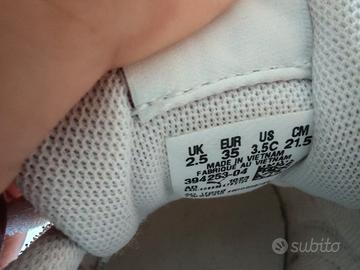 UK EUR US CM
2.5 35 3.5C 21.5
MADE IN VIETNAM
FABRIQUE AU VIETNAM
394253-04
subito